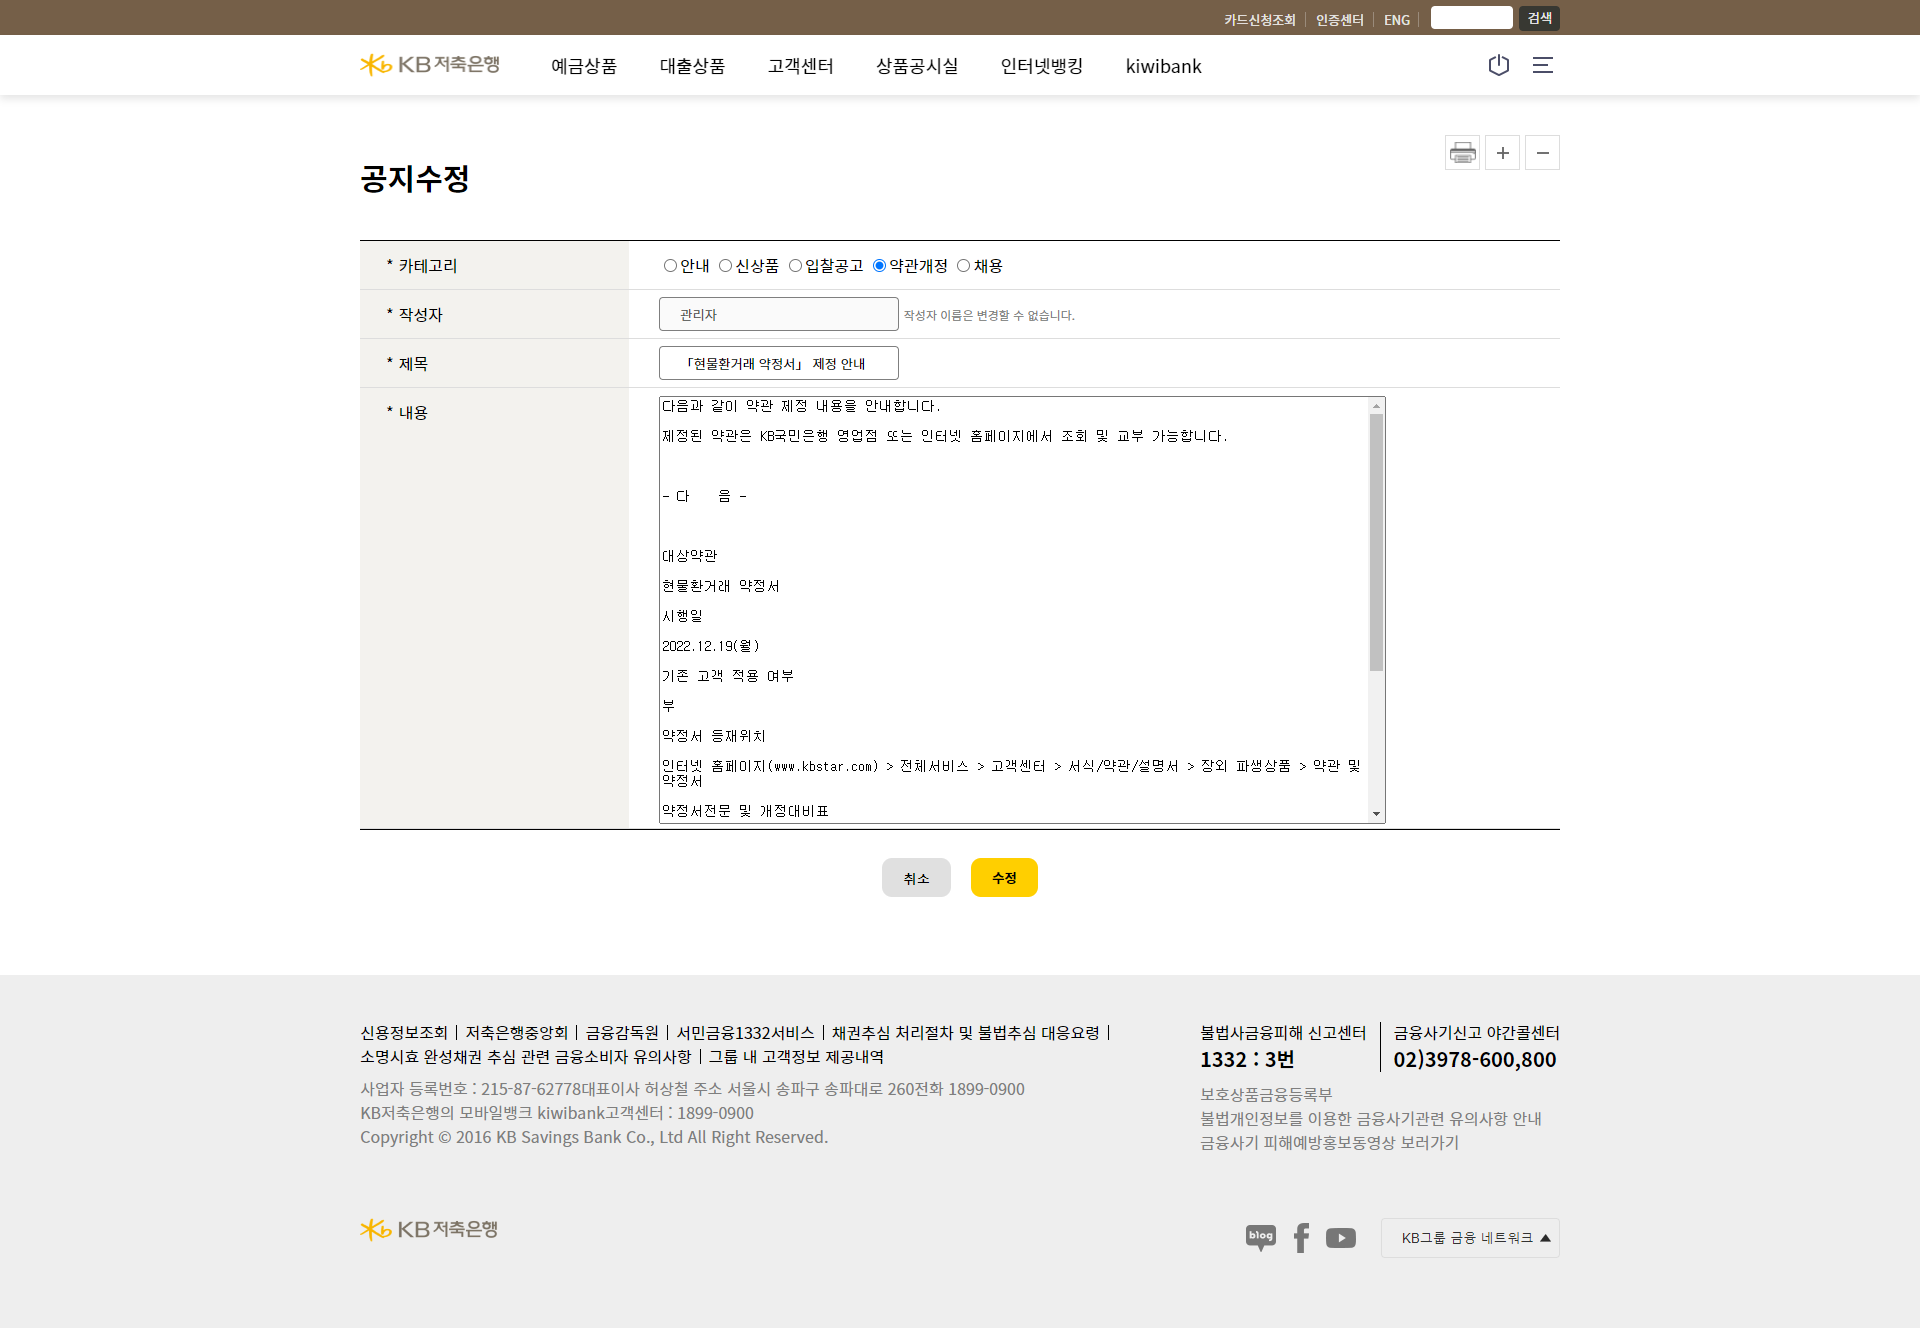 카드신청조회
인증센터
ENG
검색
KB저축은행
예금상품
대출상품
고객센터
상품공시실
인터넷뱅킹
kiwibank
공지수정
* 카테고리
안내 신상품 입찰공고 약관개정 채용
* 작성자
관리자
작성자 이름은 변경할 수 없습니다.
* 제목
「현물환거래 약정서」 제정 안내
* 내용
다음과 같이 약관 제정 내용을 안내합니다.
제정된 약관은 KB국민은행 영업점 또는 인터넷 홈페이지에서 조회 및 교부 가능합니다.
- 다 음 -
대상약관
현물환거래 약정서
시행일
2022.12.19(월)
기존 고객 적용 여부
부
약정서 등재위치
인터넷 홈페이지(www.kbstar.com) > 전체서비스 > 고객센터 > 서식/약관/설명서 > 장외 파생상품 > 약관 및
약정서
약정서전문 및 개정대비표
취소
수정
신용정보조회 | 저축은행중앙회 | 금융감독원 | 서민금융1332서비스 | 채권추심 처리절차 및 불법추심 대응요령 |
소명시효 완성채권 추심 관련 금융소비자 유의사항 | 그룹 내 고객정보 제공내역
사업자 등록번호 : 215-87-62778대표이사 허상철 주소 서울시 송파구 송파대로 260전화 1899-0900
KB저축은행의 모바일뱅크 kiwibank고객센터 : 1899-0900
Copyright © 2016 KB Savings Bank Co., Ltd All Right Reserved.
불법사금융피해 신고센터
1332 : 3번
금융사기신고 야간콜센터
02)3978-600,800
보호상품금융등록부
불법개인정보를 이용한 금융사기관련 유의사항 안내
금융사기 피해예방홍보동영상 보러가기
KB저축은행
blog
KB그룹 금융 네트워크